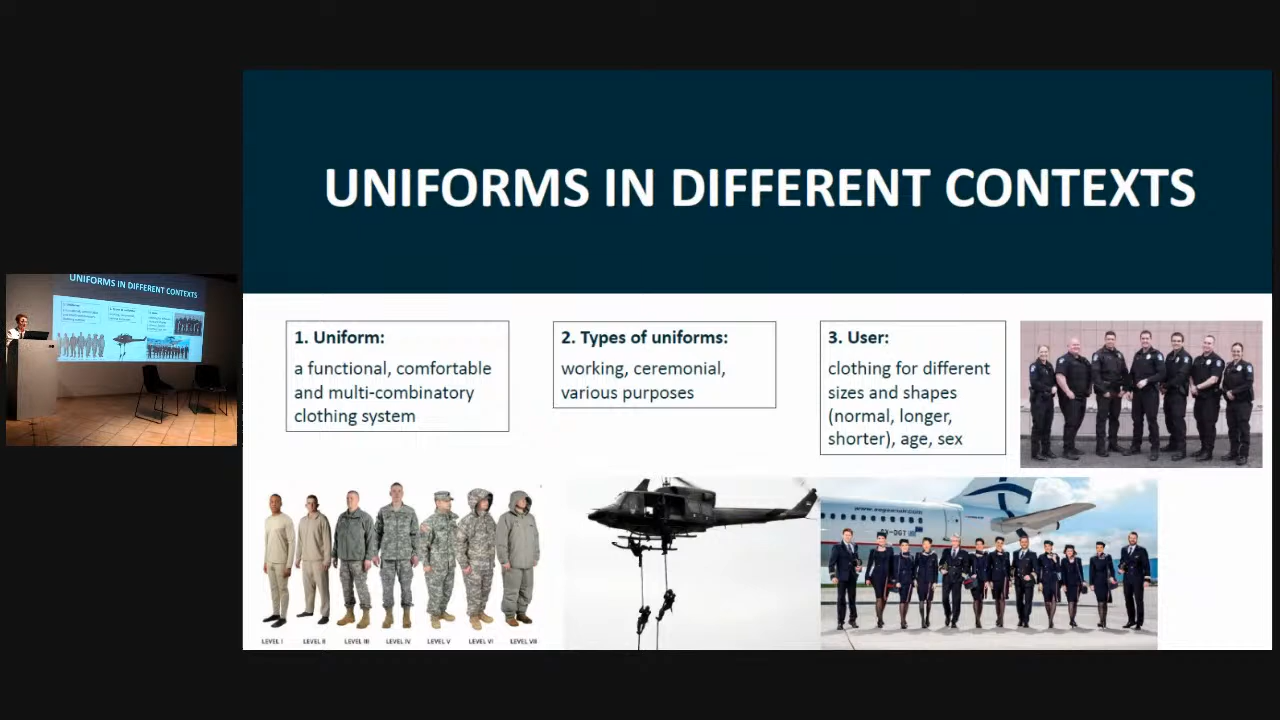 UNIFORMS IN DIFFERENT CONTEXTS
1. Uniform:
a functional, comfortable
and multi-combinatory
clothing system
2. Types of uniforms:
working, ceremonial,
various purposes
3. User:
clothing for different
sizes and shapes
(normal, longer,
shorter), age, sex
LEVEL I LEVEL II LEVEL III LEVEL IV LEVEL V LEVEL VI LEVEL VII
UNIFORMS IN DIFFERENT CONTEXTS